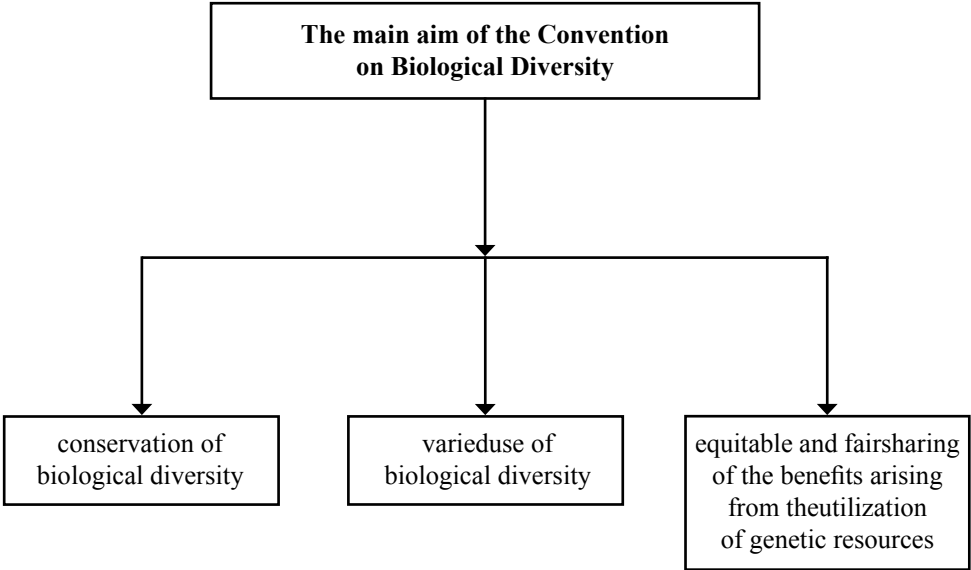 The main aim of the Convention
on Biological Diversity
conservation of
biological diversity
varieduse of
biological diversity
equitable and fairsharing
of the benefits arising
from theutilization
of genetic resources